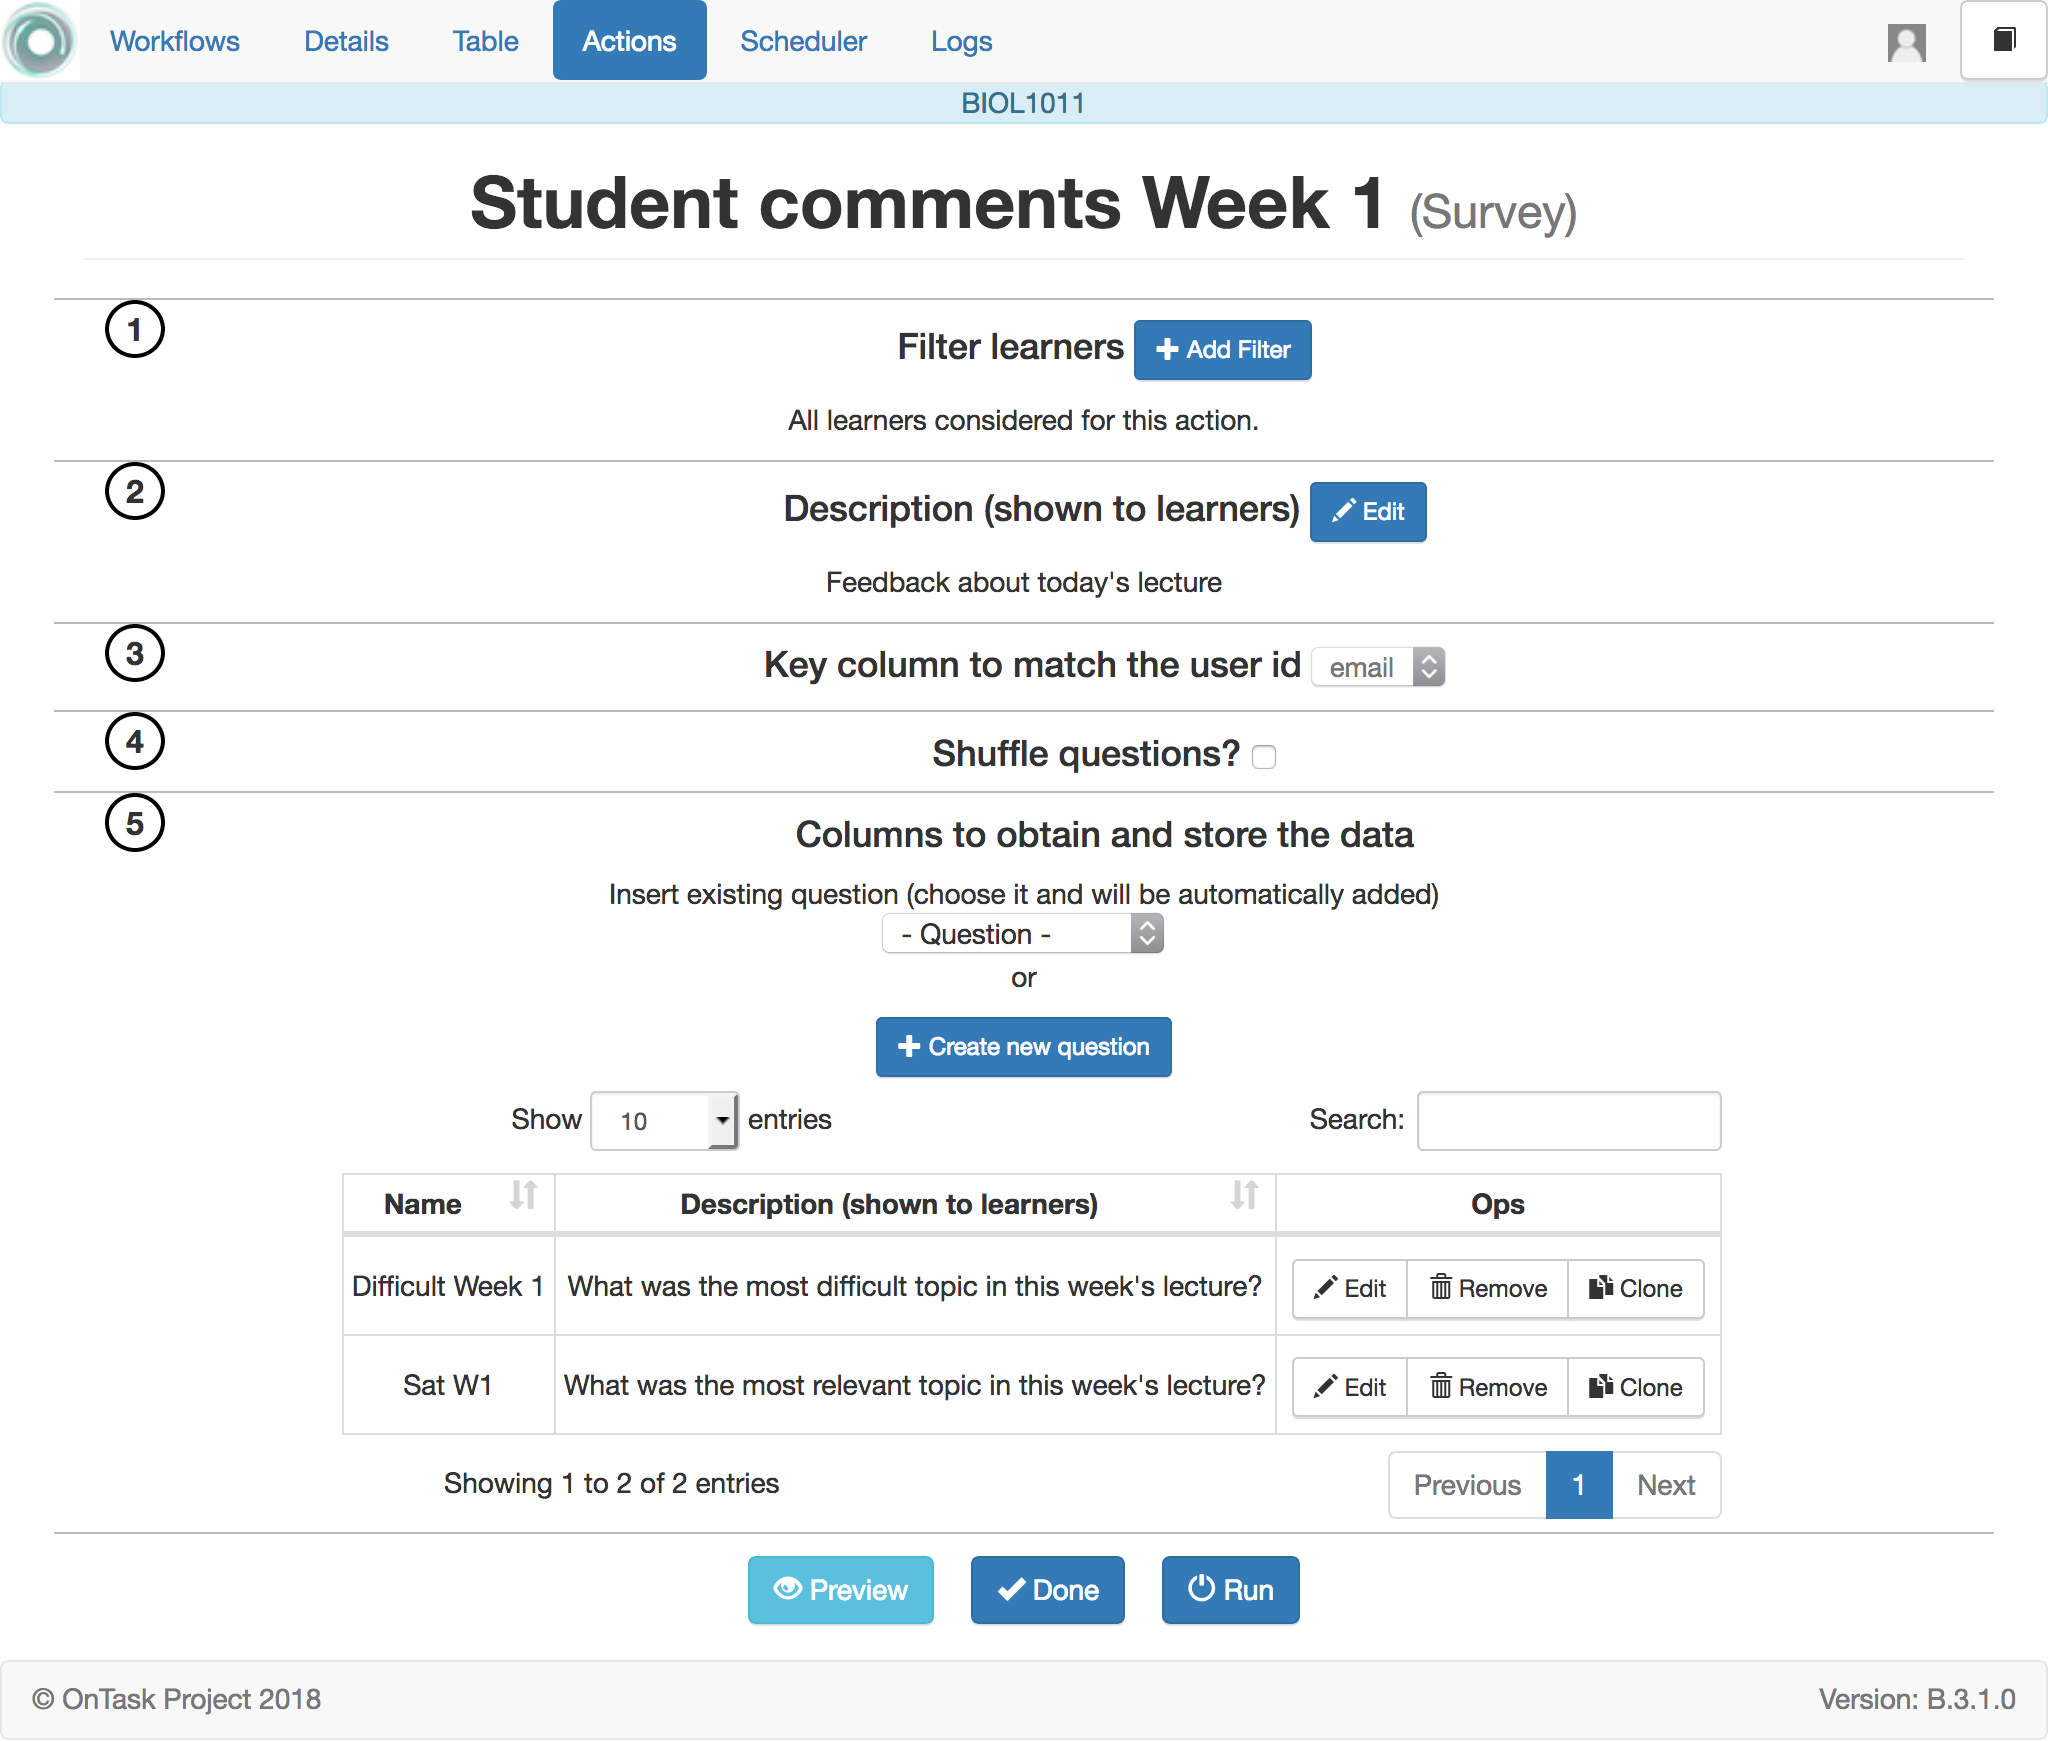 Workflows Details Table Actions Scheduler Logs
BIOL1011
Student comments Week 1 (Survey)
1
Filter learners Add Filter
All learners considered for this action.
2
Description (shown to learners) Edit
Feedback about today's lecture
3
Key column to match the user id email
4
Shuffle questions?
5
Columns to obtain and store the data
Insert existing question (choose it and will be automatically added)
- Question -
or
Create new question
Show 10 entries Search:
Name Description (shown to learners) Ops
Difficult Week 1 What was the most difficult topic in this week's lecture? Edit Remove Clone
Sat W1 What was the most relevant topic in this week's lecture? Edit Remove Clone
Showing 1 to 2 of 2 entries Previous 1 Next
Preview Done Run
© OnTask Project 2018 Version: B.3.1.0